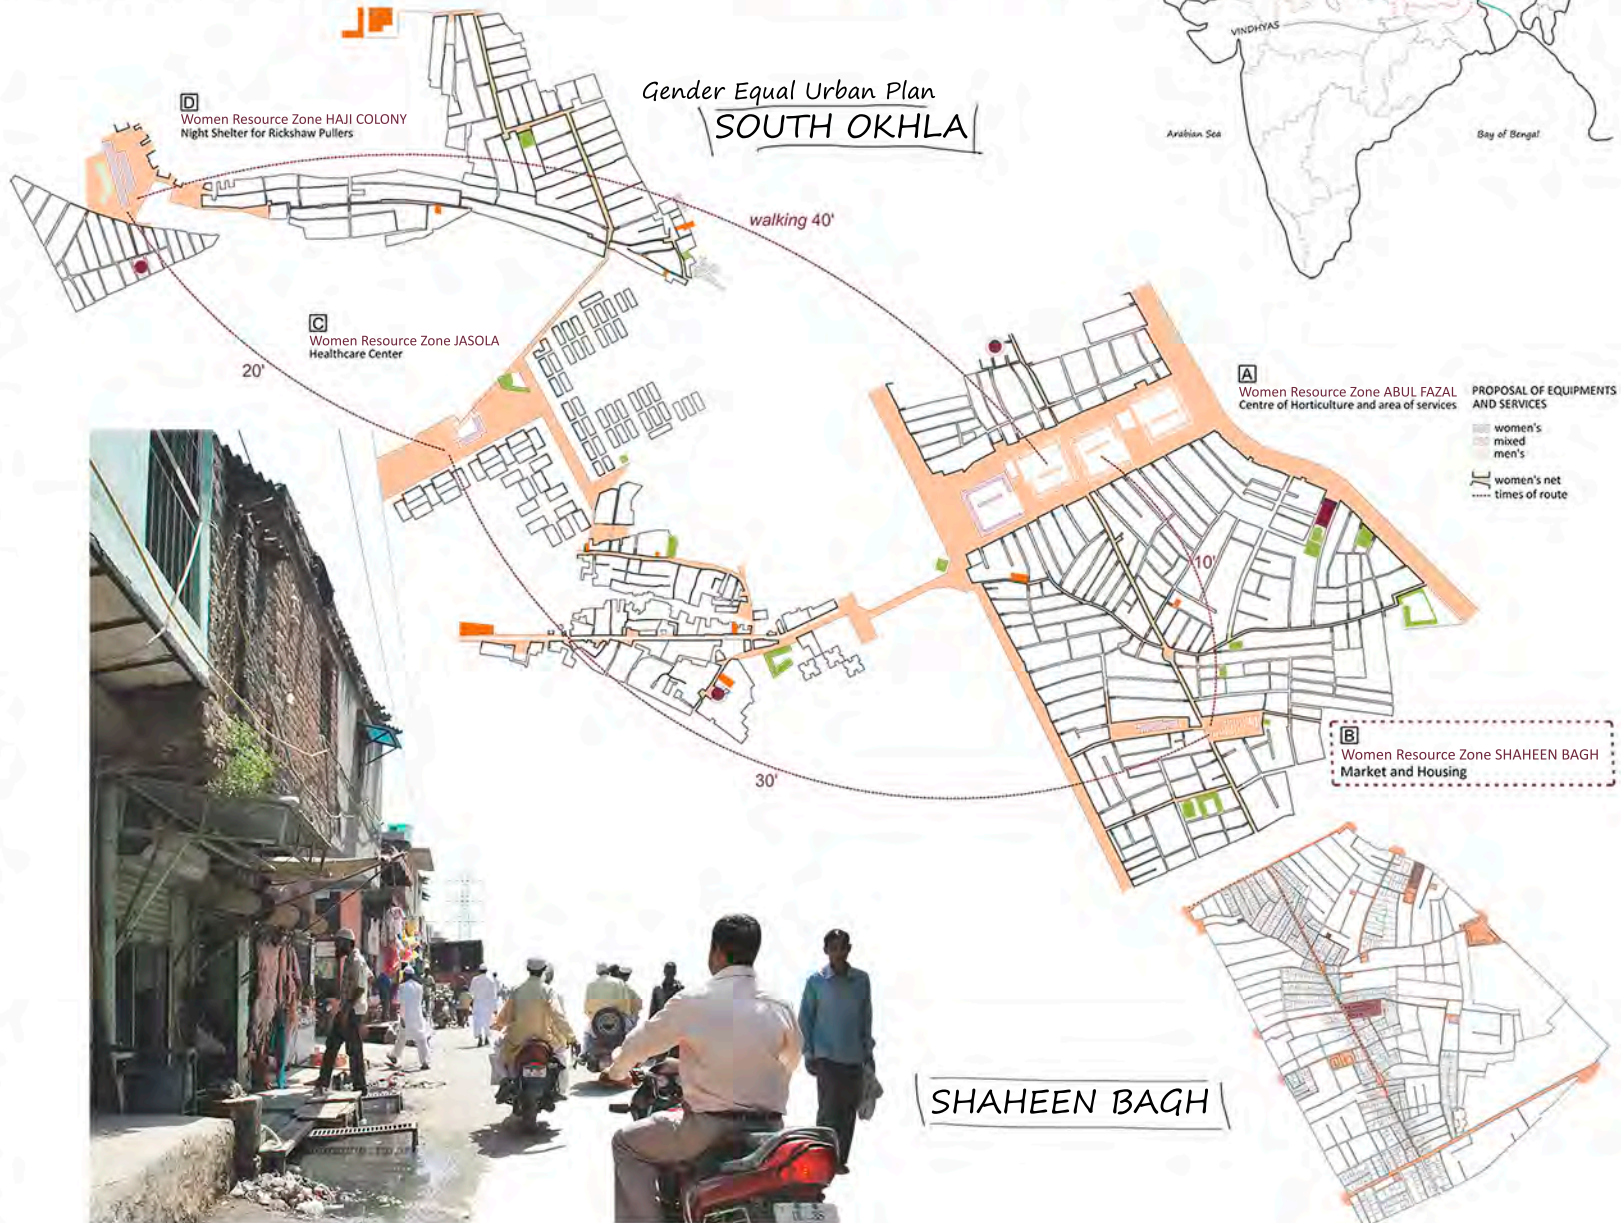 VINDHYAS
Arabian Sea
Bay of Bengal
Gender Equal Urban Plan
SOUTH OKHLA
D
Women Resource Zone HAJI COLONY
Night Shelter for Rickshaw Pullers
walking 40'
C
Women Resource Zone JASOLA
Healthcare Center
20'
A
Women Resource Zone ABUL FAZAL
Centre of Horticulture and area of services
PROPOSAL OF EQUIPMENTS
AND SERVICES
women's
mixed
men's
women's net
times of route
10'
B
Women Resource Zone SHAHEEN BAGH
Market and Housing
30'
SHAHEEN BAGH